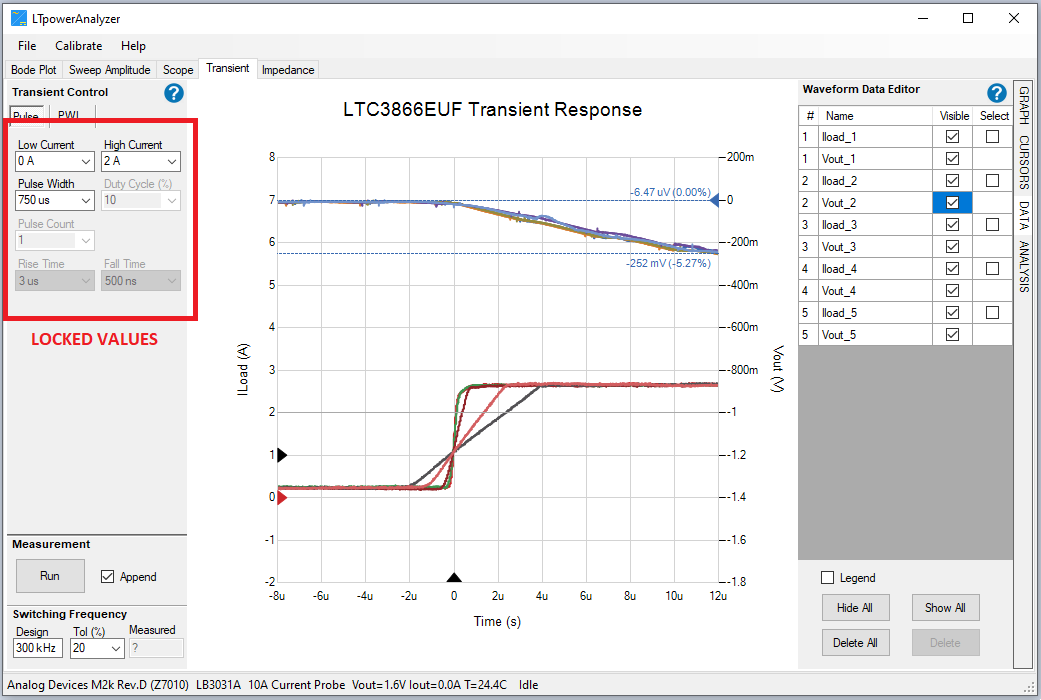 LTpowerAnalyzer
File Calibrate Help
Bode Plot Sweep Amplitude Scope Transient Impedance
Transient Control ?
Pulse PWL
Low Current High Current
0 A 2 A
Pulse Width Duty Cycle (%)
750 us 10
Pulse Count
1
Rise Time Fall Time
3 us 500 ns
LOCKED VALUES
Measurement
Run Append
Switching Frequency
Design Tol (%) Measured
300 kHz 20 ?
LTC3866EUF Transient Response
8
7
6
5
4
3
2
1
0
-1
-2
ILoad (A)
-6.47 uV (0.00%)
-252 mV (-5.27%)
200m
0
-200m
-400m
-600m
-800m
-1
-1.2
-1.4
-1.6
-1.8
Vout (V)
-8u -6u -4u -2u 0 2u 4u 6u 8u 10u 12u
Time (s)
Waveform Data Editor ?
# Name Visible Select
1 Iload_1
1 Vout_1
2 Iload_2
2 Vout_2
3 Iload_3
3 Vout_3
4 Iload_4
4 Vout_4
5 Iload_5
5 Vout_5
Legend
Hide All Show All
Delete All Delete
GRAPH CURSORS DATA ANALYSIS
Analog Devices M2k Rev.D (Z7010) LB3031A 10A Current Probe Vout=1.6V Iout=0.0A T=24.4C Idle